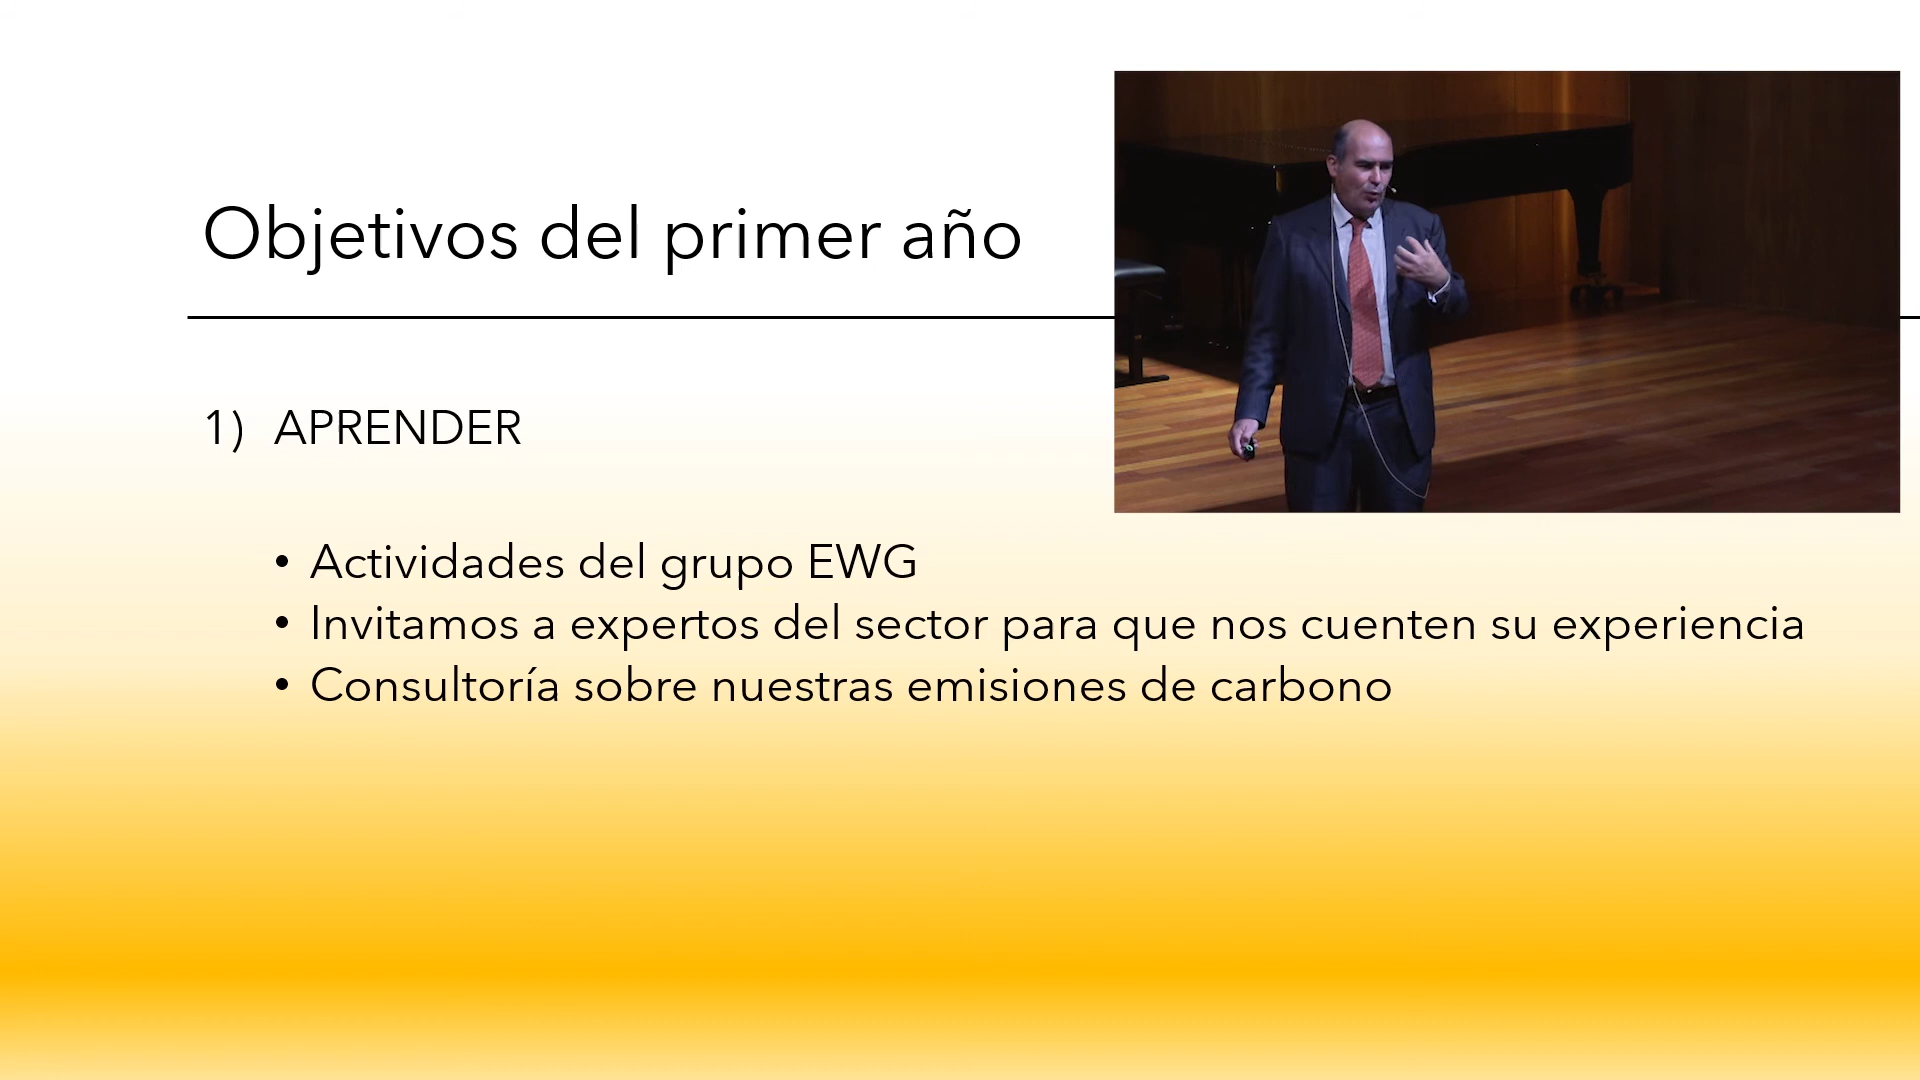 Objetivos del primer año
1) APRENDER
• Actividades del grupo EWG
• Invitamos a expertos del sector para que nos cuenten su experiencia
• Consultoría sobre nuestras emisiones de carbono